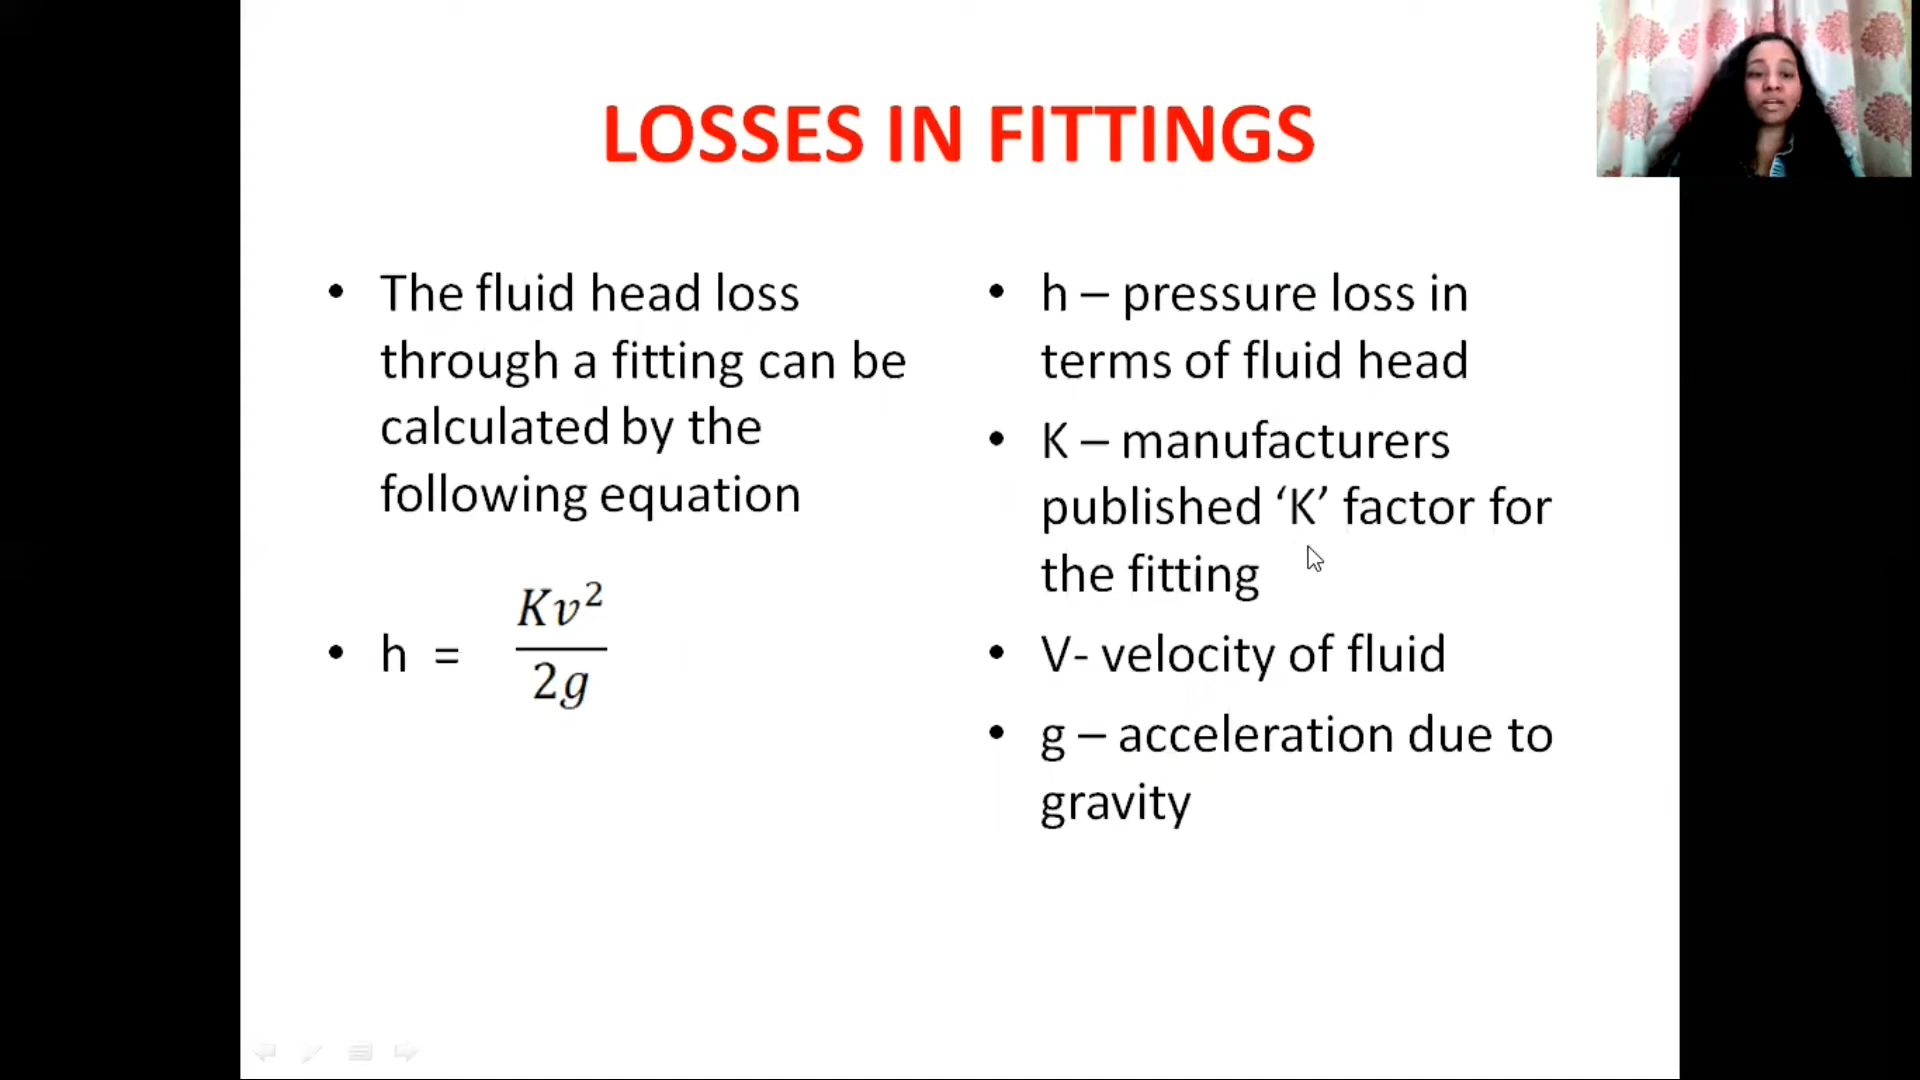 LOSSES IN FITTINGS
• The fluid head loss
through a fitting can be
calculated by the
following equation
• h = Kv²/2g
• h – pressure loss in
terms of fluid head
• K – manufacturers
published ‘K’ factor for
the fitting
• V- velocity of fluid
• g – acceleration due to
gravity